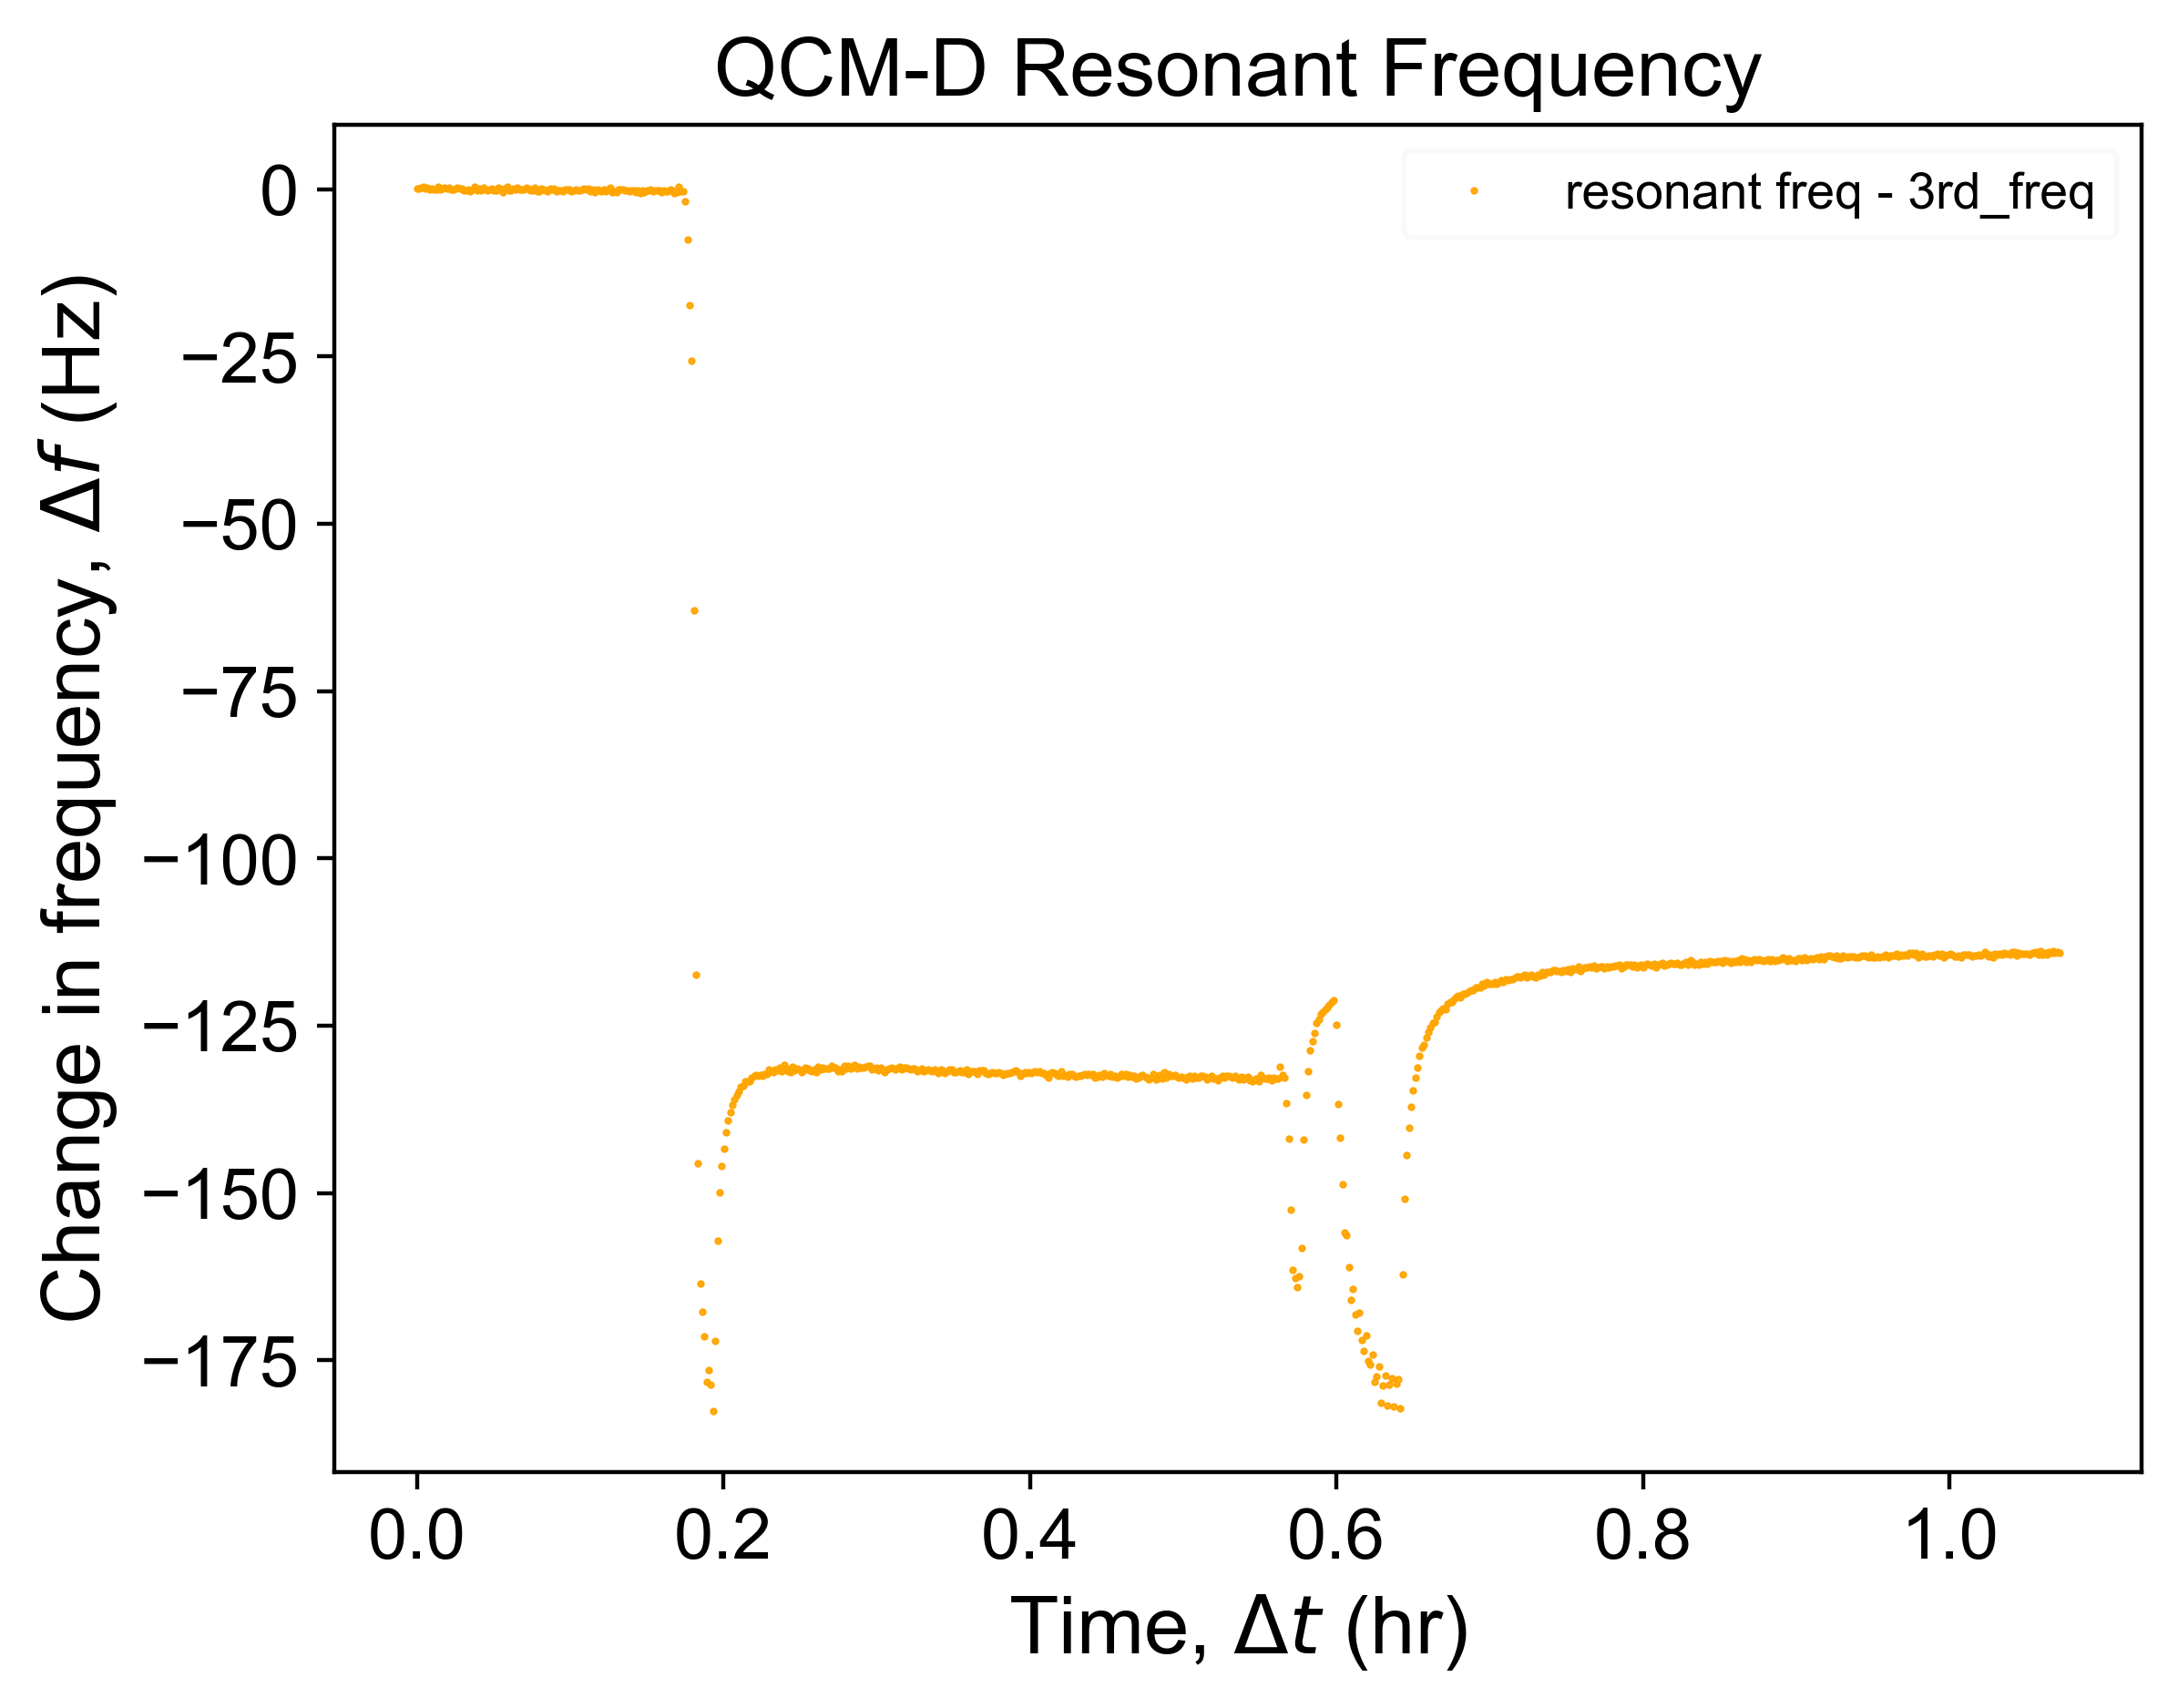 QCM-D Resonant Frequency
resonant freq - 3rd_freq
Change in frequency, Δf (Hz)
0
−25
−50
−75
−100
−125
−150
−175
0.0 0.2 0.4 0.6 0.8 1.0
Time, Δt (hr)